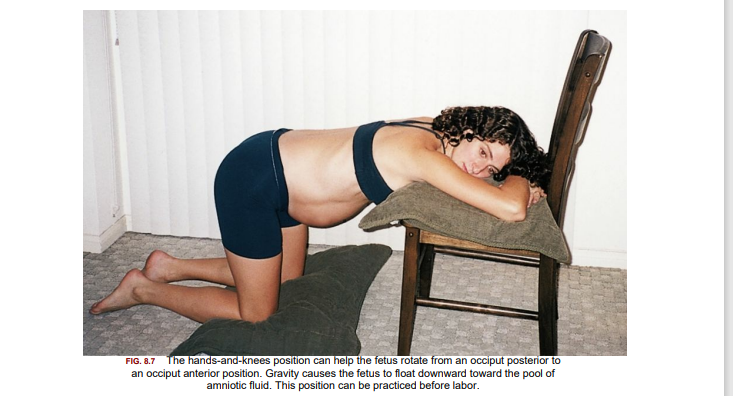 FIG. 8.7 The hands-and-knees position can help the fetus rotate from an occiput posterior to
an occiput anterior position. Gravity causes the fetus to float downward toward the pool of
amniotic fluid. This position can be practiced before labor.